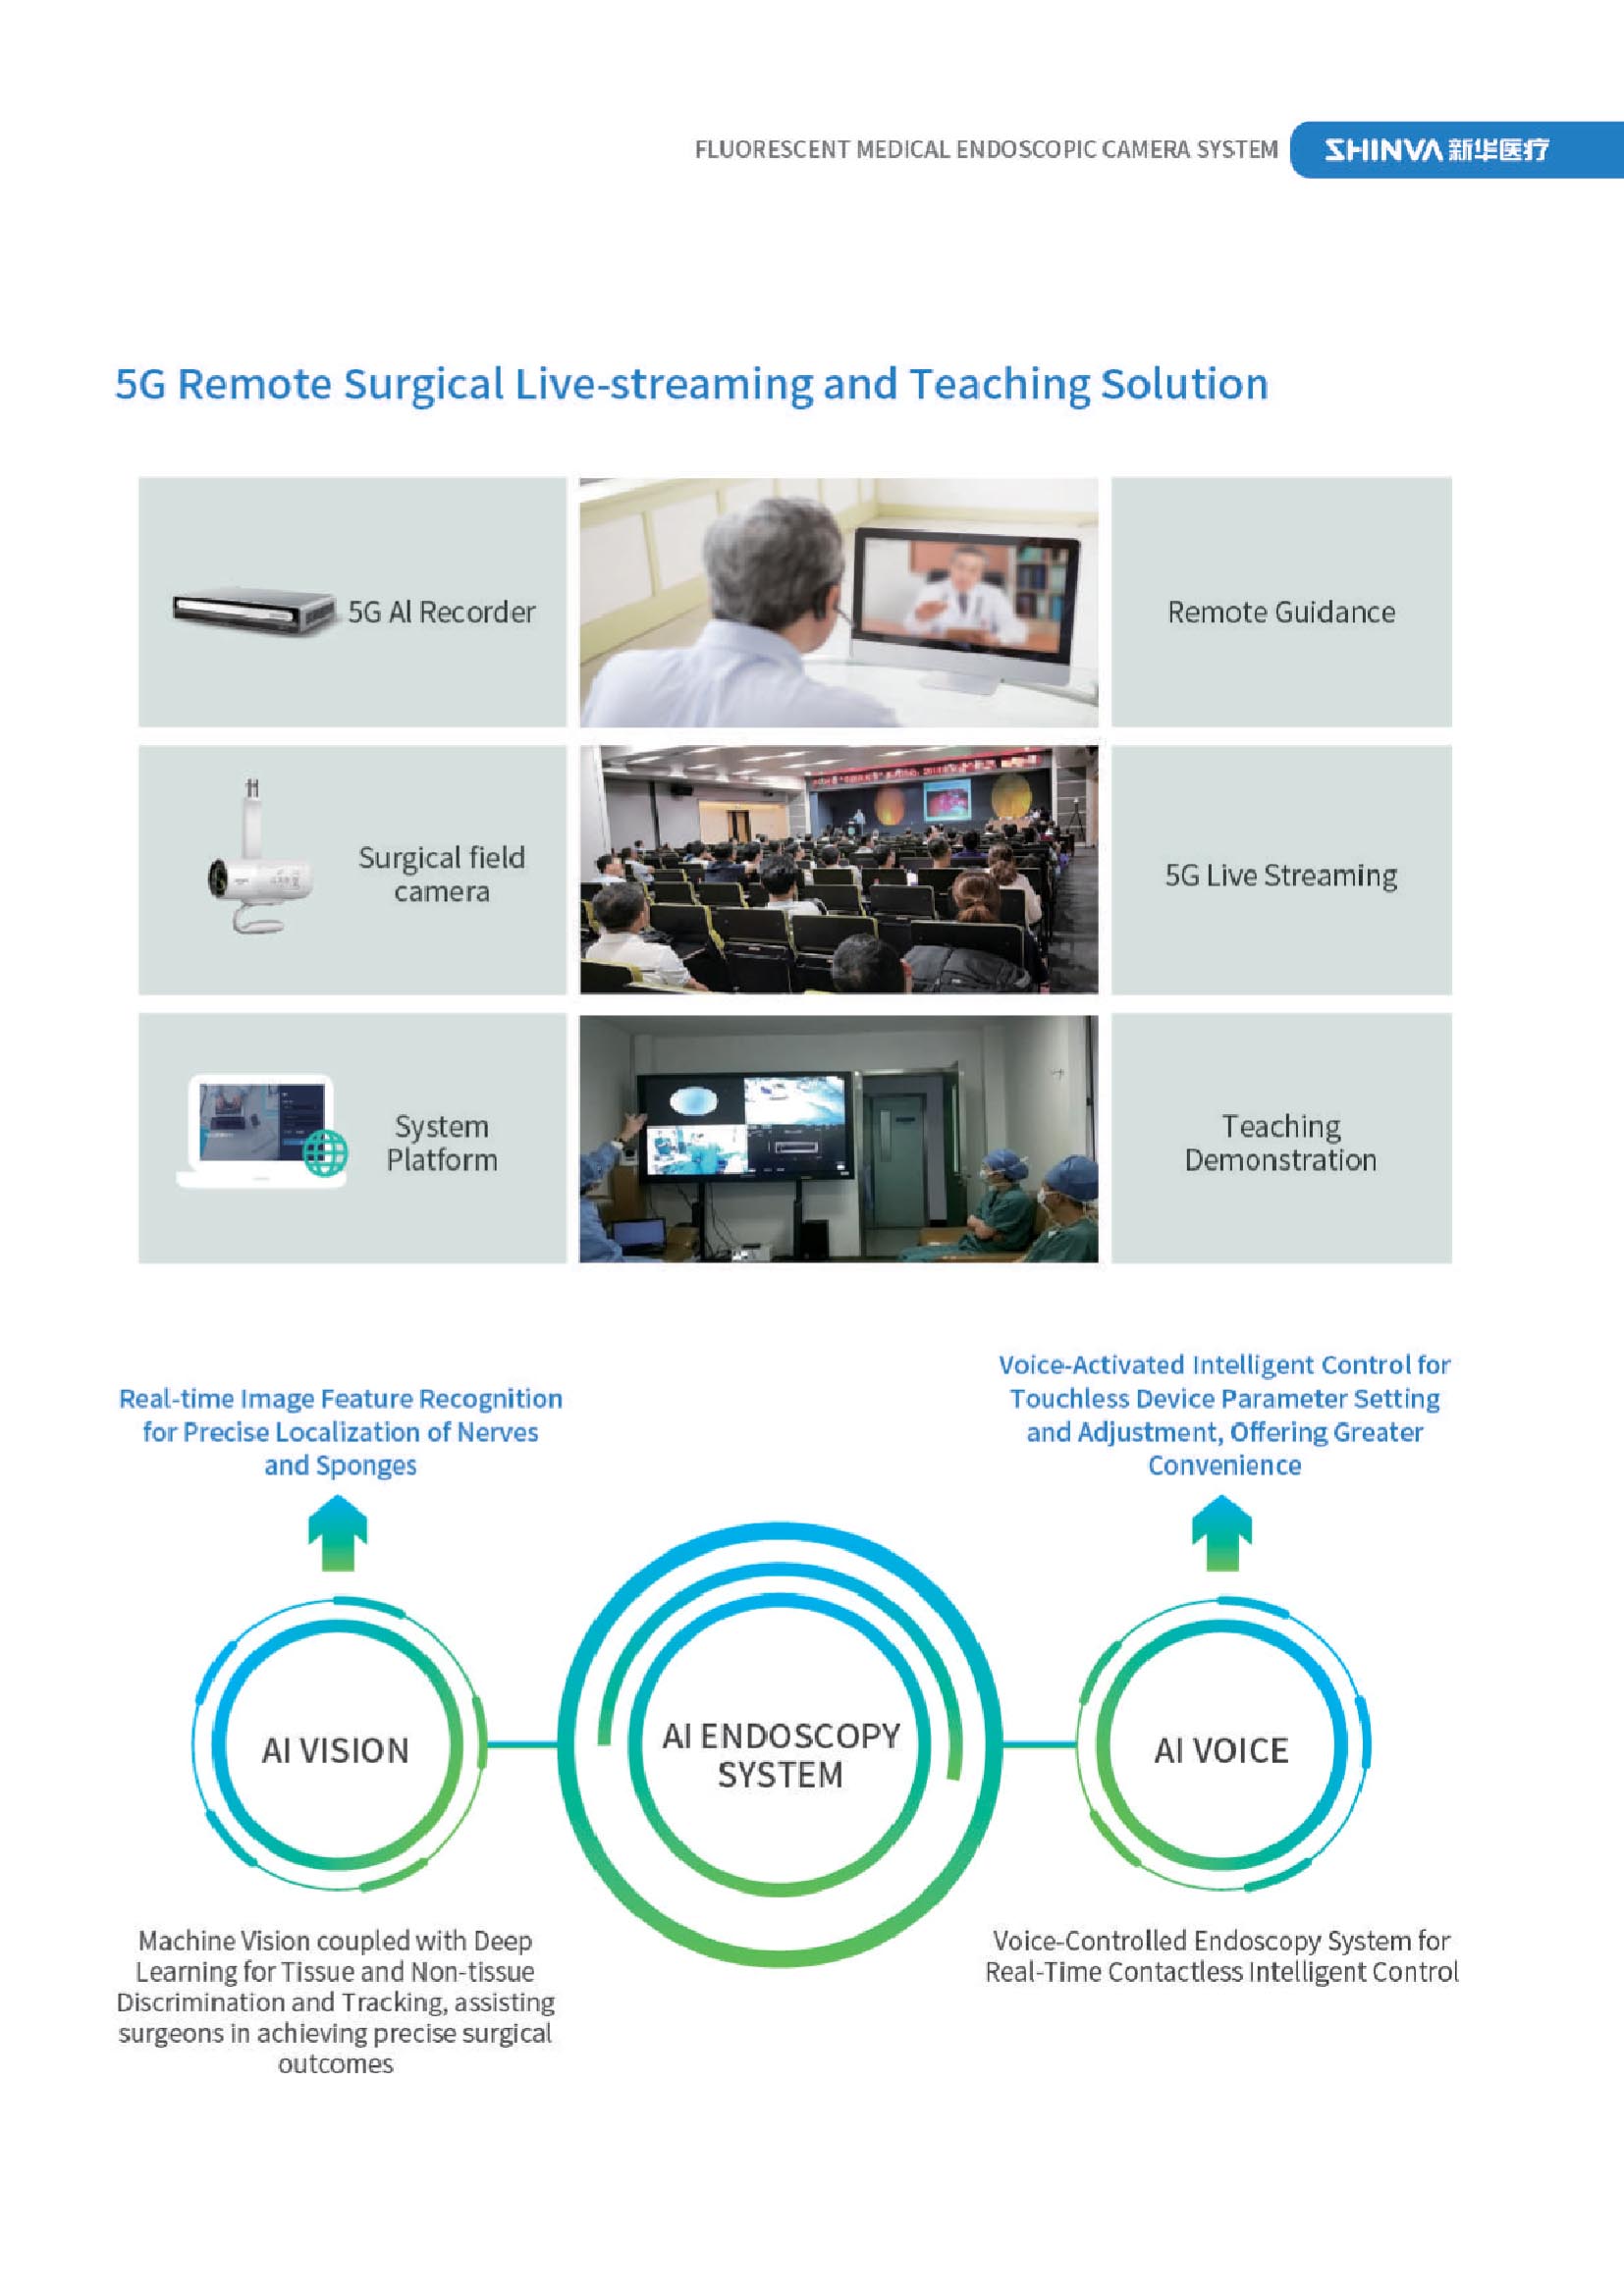 FLUORESCENT MEDICAL ENDOSCOPIC CAMERA SYSTEM
SHINVA 新华医疗
5G Remote Surgical Live-streaming and Teaching Solution
5G Al Recorder
Remote Guidance
Surgical field
camera
5G Live Streaming
System
Platform
Teaching
Demonstration
Real-time Image Feature Recognition
for Precise Localization of Nerves
and Sponges
Voice-Activated Intelligent Control for
Touchless Device Parameter Setting
and Adjustment, Offering Greater
Convenience
AI VISION
AI ENDOSCOPY
SYSTEM
AI VOICE
Machine Vision coupled with Deep
Learning for Tissue and Non-tissue
Discrimination and Tracking, assisting
surgeons in achieving precise surgical
outcomes
Voice-Controlled Endoscopy System for
Real-Time Contactless Intelligent Control